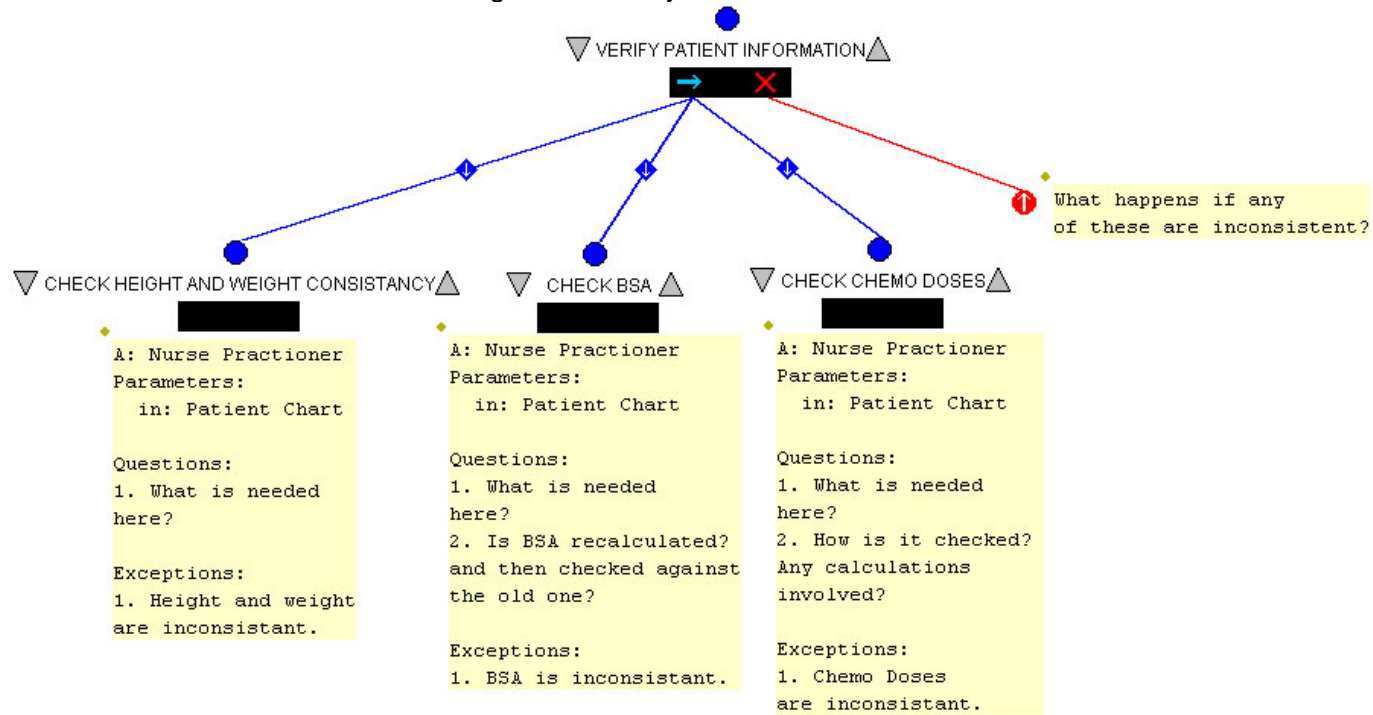 VERIFY PATIENT INFORMATION
What happens if any
of these are inconsistent?
CHECK HEIGHT AND WEIGHT CONSISTANCY
CHECK BSA
CHECK CHEMO DOSES
A: Nurse Practioner
Parameters:
in: Patient Chart
Questions:
1. What is needed
here?
Exceptions:
1. Height and weight
are inconsistant.
A: Nurse Practioner
Parameters:
in: Patient Chart
Questions:
1. What is needed
here?
2. Is BSA recalculated?
and then checked against
the old one?
Exceptions:
1. BSA is inconsistant.
A: Nurse Practioner
Parameters:
in: Patient Chart
Questions:
1. What is needed
here?
2. How is it checked?
Any calculations
involved?
Exceptions:
1. Chemo Doses
are inconsistant.